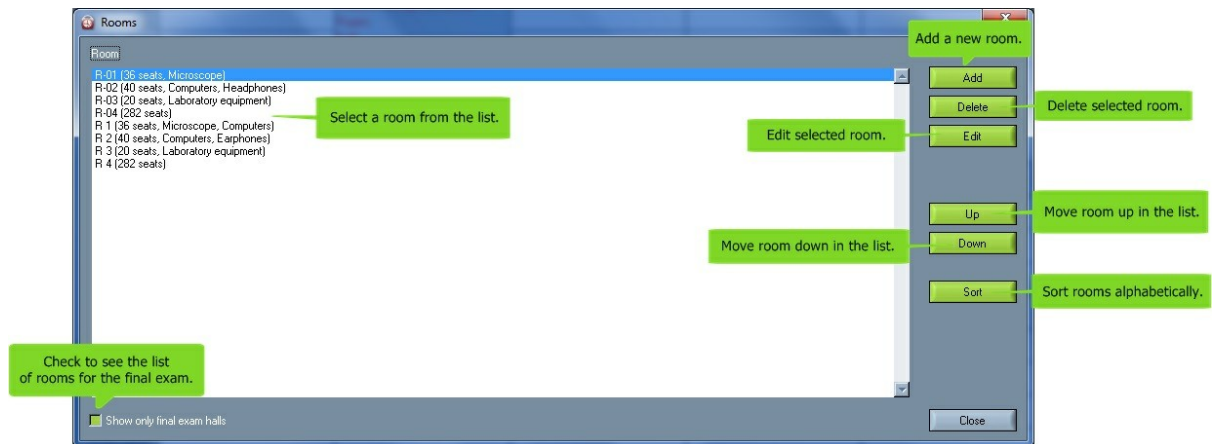 Rooms
Add a new room.
Room
R-01 (36 seats, Microscope)
R-02 (40 seats, Computers, Headphones)
R-03 (20 seats, Laboratory equipment)
R-04 (282 seats)
R 1 (36 seats, Microscope, Computers)
R 2 (40 seats, Computers, Earphones)
R 3 (20 seats, Laboratory equipment)
R 4 (282 seats)
Select a room from the list.
Add
Delete
Delete selected room.
Edit selected room.
Edit
Up
Move room up in the list.
Move room down in the list.
Down
Sort
Sort rooms alphabetically.
Check to see the list
of rooms for the final exam.
Show only final exam halls
Close